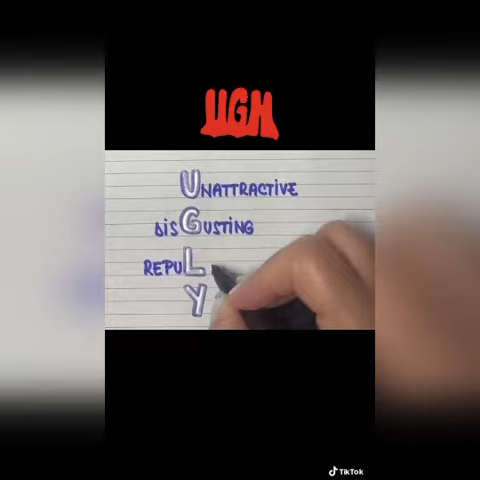 UGH
UNATTRACTIVE
DISGUSTING
REPUL
Y
TikTok